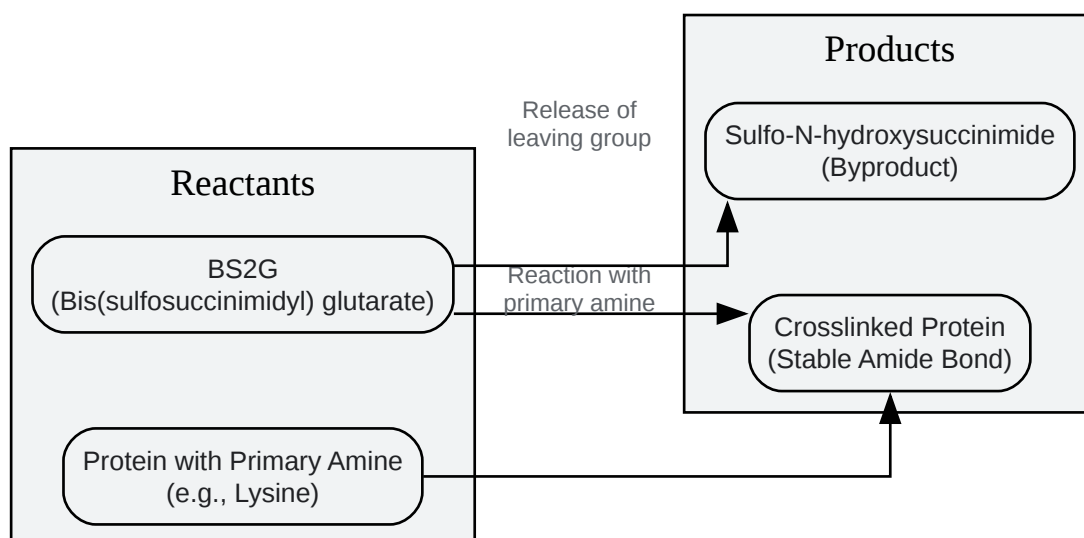 Reactants
BS2G
(Bis(sulfosuccinimidyl) glutarate)
Protein with Primary Amine
(e.g., Lysine)
Release of
leaving group
Reaction with
primary amine
Products
Sulfo-N-hydroxysuccinimide
(Byproduct)
Crosslinked Protein
(Stable Amide Bond)